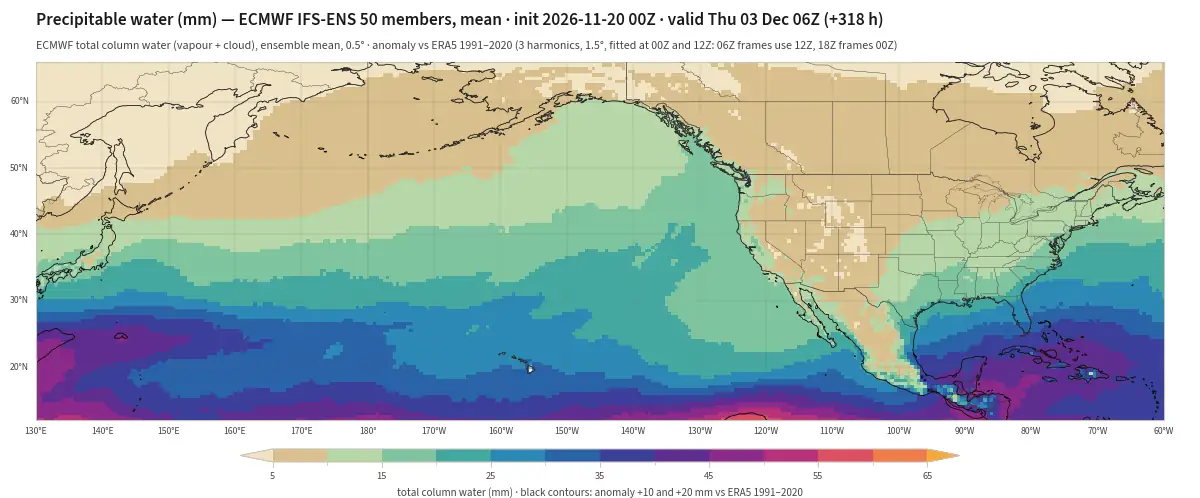 Precipitable water (mm) — ECMWF IFS-ENS 50 members, mean · init 2026-11-20 00Z · valid Thu 03 Dec 06Z (+318 h)
ECMWF total column water (vapour + cloud), ensemble mean, 0.5° · anomaly vs ERA5 1991–2020 (3 harmonics, 1.5°, fitted at 00Z and 12Z: 06Z frames use 12Z, 18Z frames 00Z)
60°N
50°N
40°N
30°N
20°N
130°E 140°E 150°E 160°E 170°E 180° 170°W 160°W 150°W 140°W 130°W 120°W 110°W 100°W 90°W 80°W 70°W 60°W
5 15 25 35 45 55 65
total column water (mm) · black contours: anomaly +10 and +20 mm vs ERA5 1991–2020